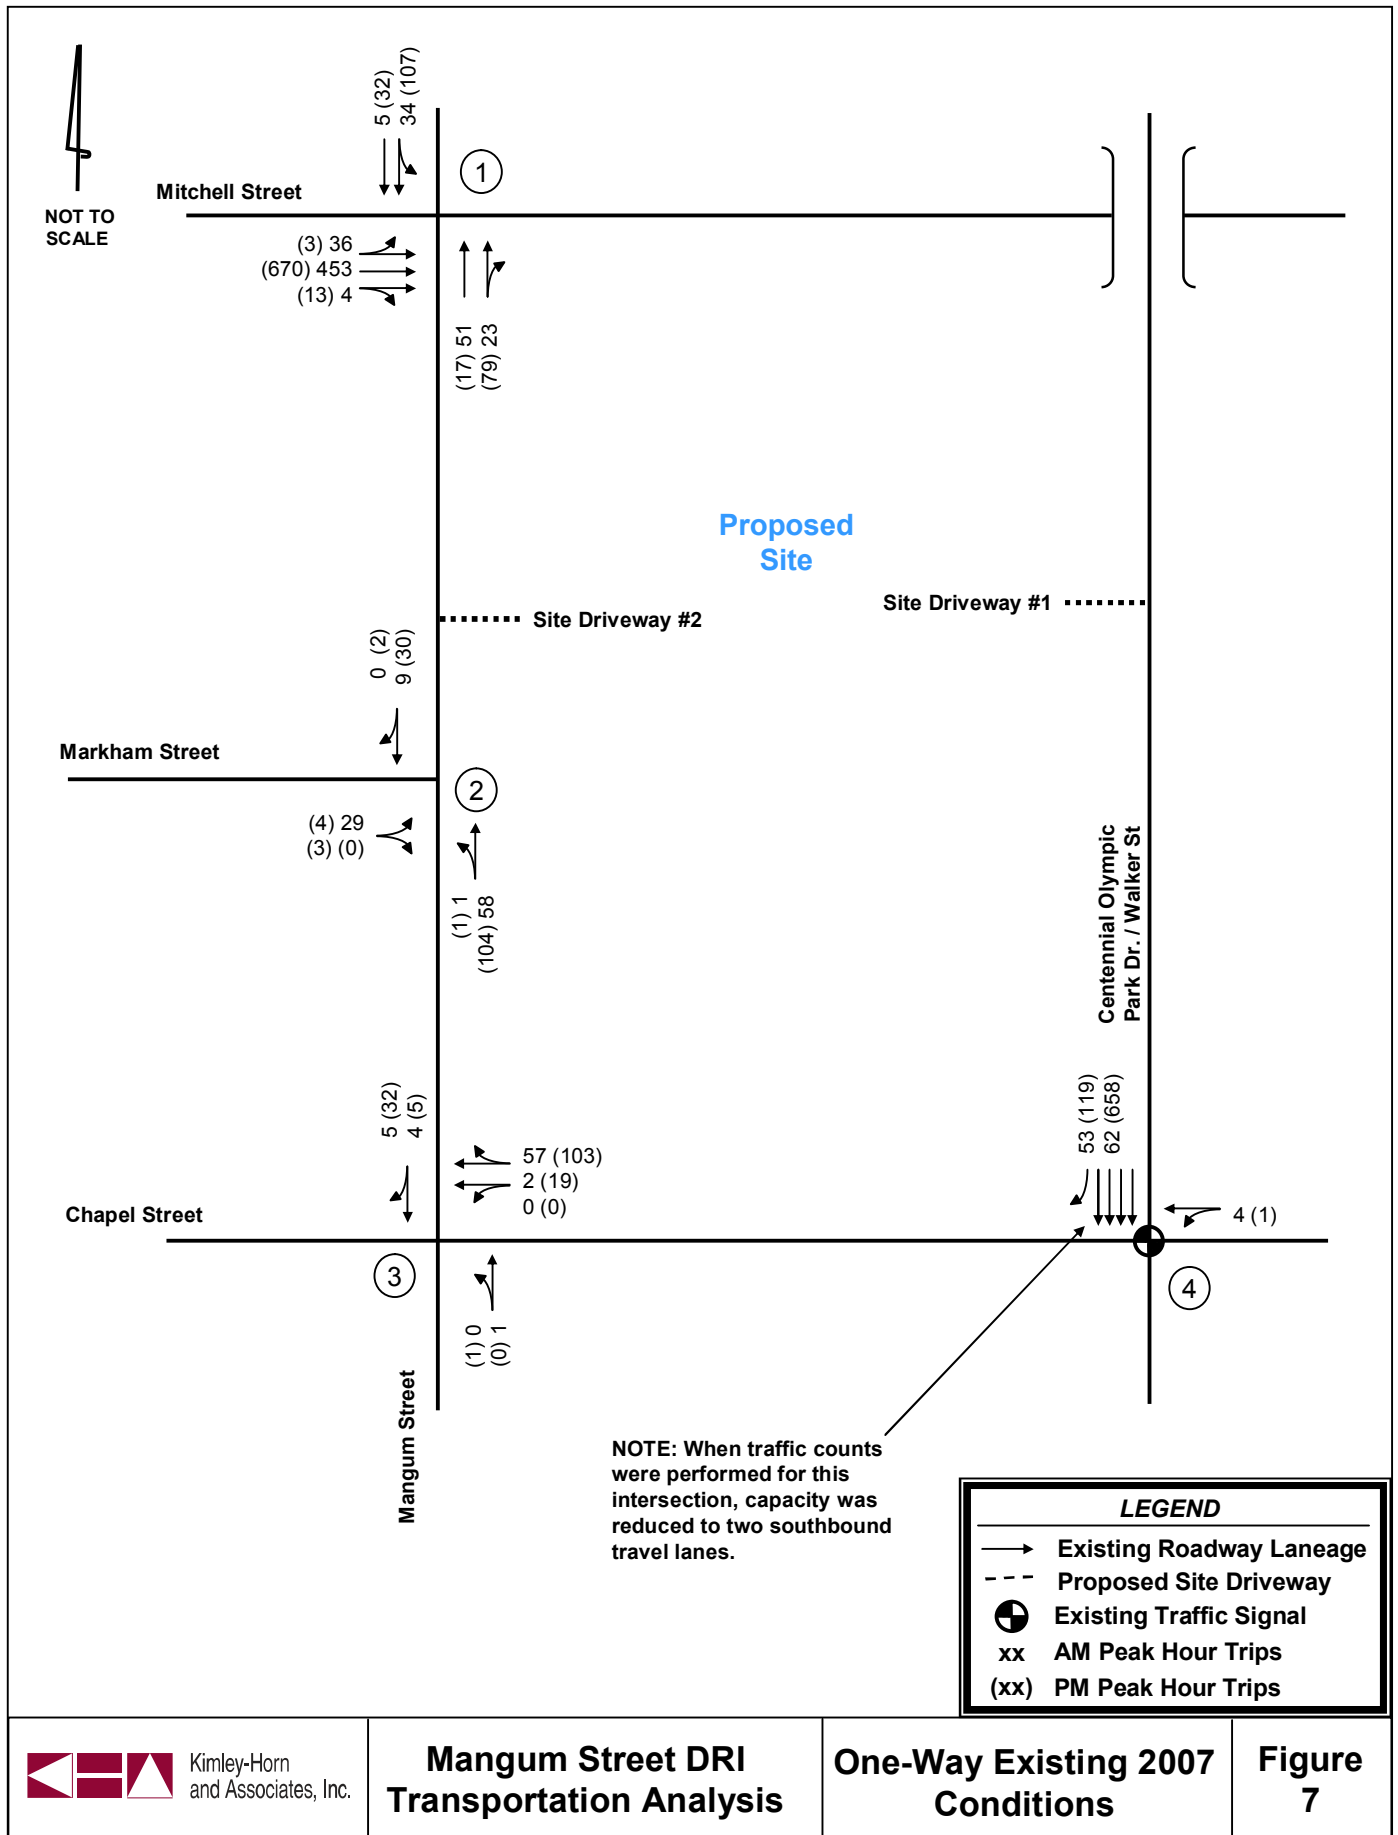 5 (32)
34 (107)
1
Mitchell Street
NOT TO
SCALE
(3) 36
(670) 453
(13) 4
(17) 51
(79) 23
Proposed
Site
Site Driveway #1
Site Driveway #2
0 (2)
9 (30)
Markham Street
2
(4) 29
(3) (0)
(1) 1
(104) 58
Centennial Olympic
Park Dr. / Walker St
5 (32)
4 (5)
53 (119)
62 (658)
57 (103)
2 (19)
0 (0)
Chapel Street
4 (1)
3
4
(1) 0
(0) 1
Mangum Street
NOTE: When traffic counts
were performed for this
intersection, capacity was
reduced to two southbound
travel lanes.
LEGEND
Existing Roadway Laneage
Proposed Site Driveway
Existing Traffic Signal
xx AM Peak Hour Trips
(xx) PM Peak Hour Trips
Kimley-Horn
and Associates, Inc.
Mangum Street DRI
Transportation Analysis
One-Way Existing 2007
Conditions
Figure
7